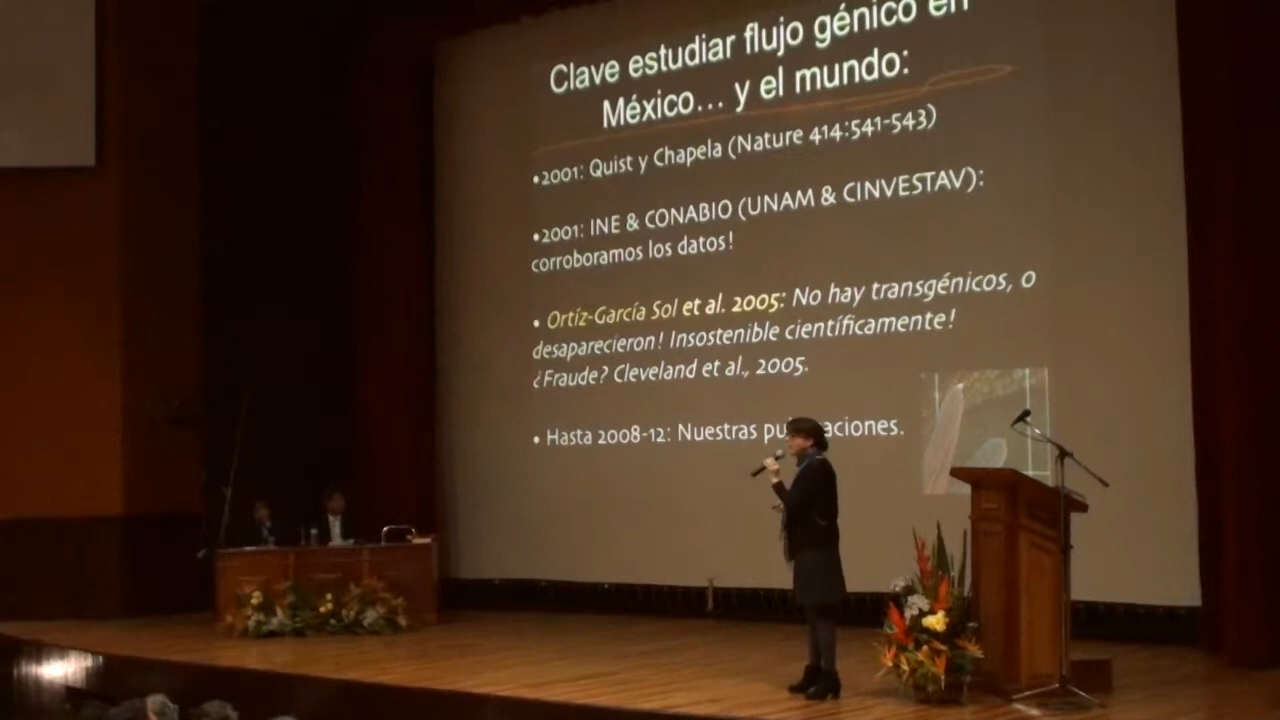 Clave estudiar flujo génico en
México... y el mundo:
•2001: Quist y Chapela (Nature 414:541-543)
•2001: INE & CONABIO (UNAM & CINVESTAV):
corroboramos los datos!
• Ortíz-García Sol et al. 2005: No hay transgénicos, o
desaparecieron! Insostenible científicamente!
¿Fraude? Cleveland et al., 2005.
• Hasta 2008-12: Nuestras